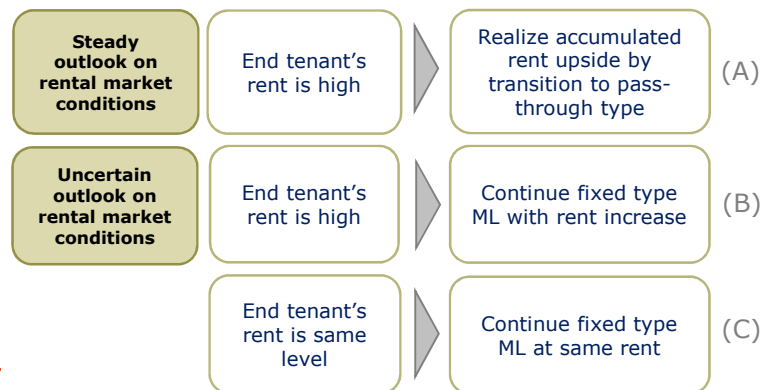 Steady
outlook on
rental market
conditions
End tenant's
rent is high
Realize accumulated
rent upside by
transition to pass-
through type
(A)
Uncertain
outlook on
rental market
conditions
End tenant's
rent is high
Continue fixed type
ML with rent increase
(B)
End tenant's
rent is same
level
Continue fixed type
ML at same rent
(C)